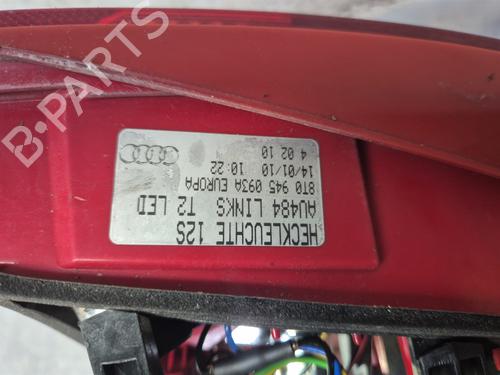 HECKLEUCHTE 12S
AU484 LINKS T2 LED
8T0 945 093A EUROPA
14/01/10 10:22
4 02 10
B-PARTS